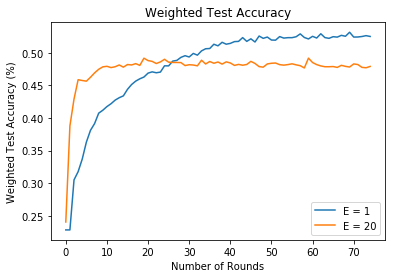 Weighted Test Accuracy
Weighted Test Accuracy (%)
0.50
0.45
0.40
0.35
0.30
0.25
0
10
20
30
40
50
60
70
Number of Rounds
E = 1
E = 20